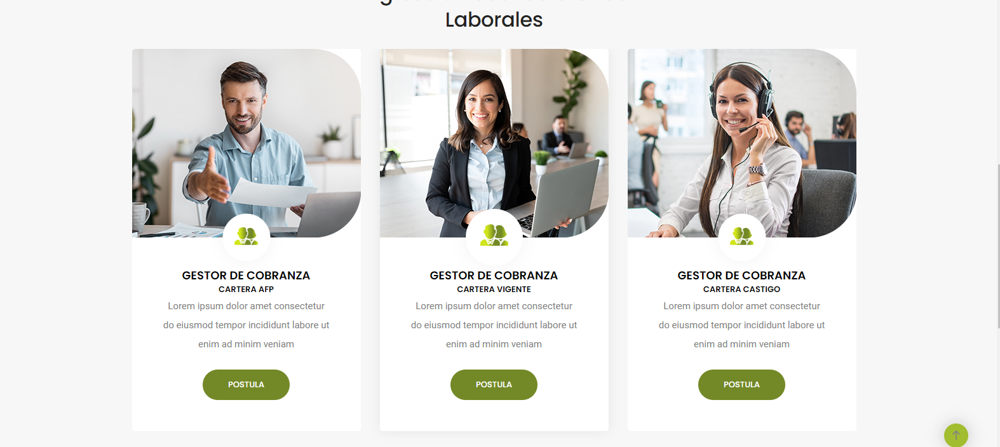 Laborales
GESTOR DE COBRANZA
CARTERA AFP
Lorem ipsum dolor amet consectetur
do eiusmod tempor incididunt labore ut
enim ad minim veniam
POSTULA
GESTOR DE COBRANZA
CARTERA VIGENTE
Lorem ipsum dolor amet consectetur
do eiusmod tempor incididunt labore ut
enim ad minim veniam
POSTULA
GESTOR DE COBRANZA
CARTERA CASTIGO
Lorem ipsum dolor amet consectetur
do eiusmod tempor incididunt labore ut
enim ad minim veniam
POSTULA